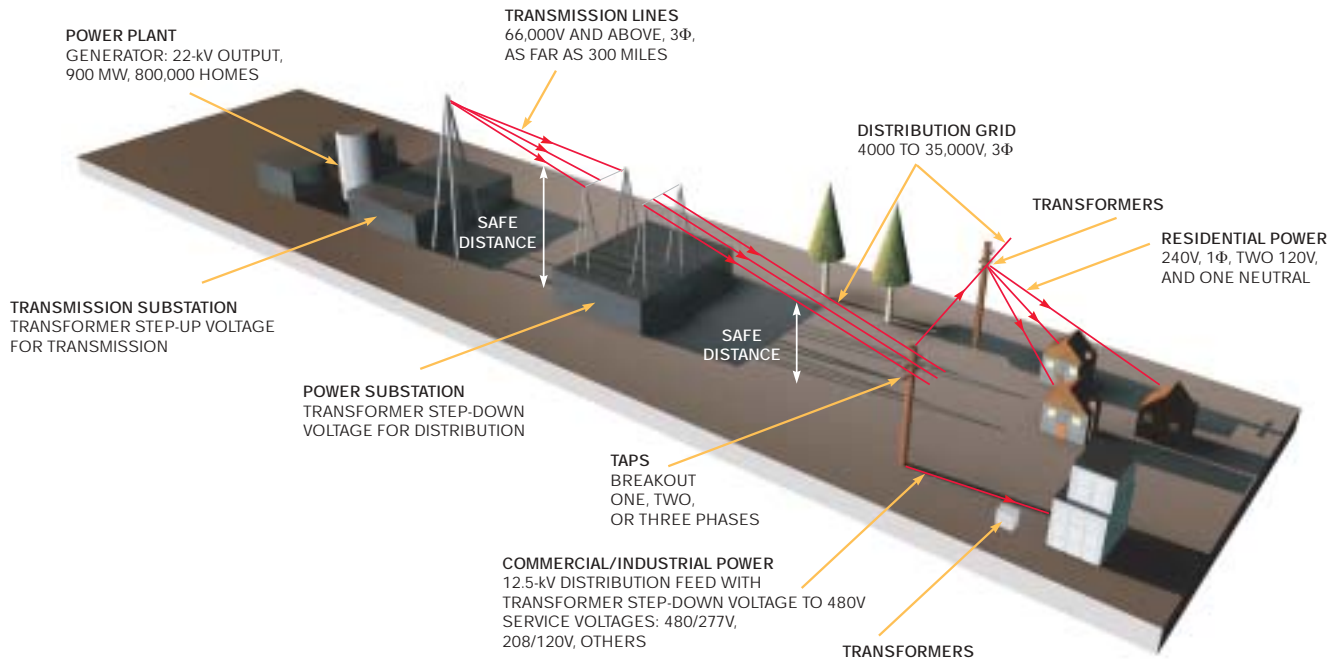 TRANSMISSION LINES
66,000V AND ABOVE, 3Φ,
AS FAR AS 300 MILES
POWER PLANT
GENERATOR: 22-kV OUTPUT,
900 MW, 800,000 HOMES
DISTRIBUTION GRID
4000 TO 35,000V, 3Φ
TRANSFORMERS
RESIDENTIAL POWER
240V, 1Φ, TWO 120V,
AND ONE NEUTRAL
SAFE
DISTANCE
TRANSMISSION SUBSTATION
TRANSFORMER STEP-UP VOLTAGE
FOR TRANSMISSION
SAFE
DISTANCE
POWER SUBSTATION
TRANSFORMER STEP-DOWN
VOLTAGE FOR DISTRIBUTION
TAPS
BREAKOUT
ONE, TWO,
OR THREE PHASES
COMMERCIAL/INDUSTRIAL POWER
12.5-kV DISTRIBUTION FEED WITH
TRANSFORMER STEP-DOWN VOLTAGE TO 480V
SERVICE VOLTAGES: 480/277V,
208/120V, OTHERS
TRANSFORMERS